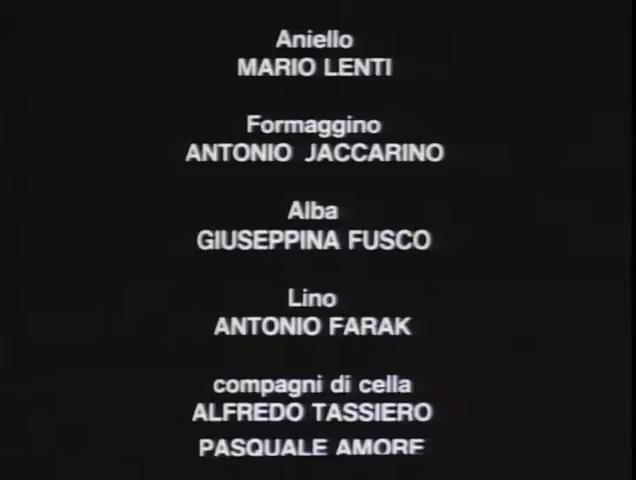 Aniello
MARIO LENTI
Formaggino
ANTONIO JACCARINO
Alba
GIUSEPPINA FUSCO
Lino
ANTONIO FARAK
compagni di cella
ALFREDO TASSIERO
PASQUALE AMORE